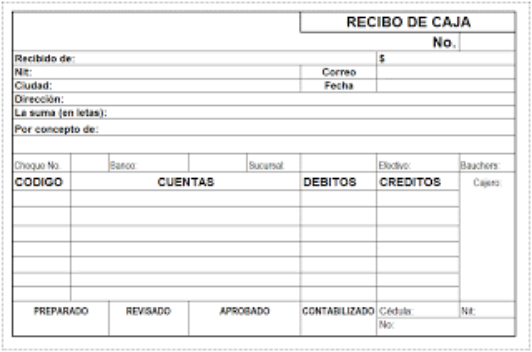 RECIBO DE CAJA
No.
Recibido de: $
Nit: Correo
Ciudad: Fecha
Dirección:
La suma (en letas):
Por concepto de:
Cheque No. Banco: Sucursal: Efectivo: Bauchers:
CODIGO CUENTAS DEBITOS CREDITOS Cajero:
PREPARADO REVISADO APROBADO CONTABILIZADO Cédula: Nit:
No: